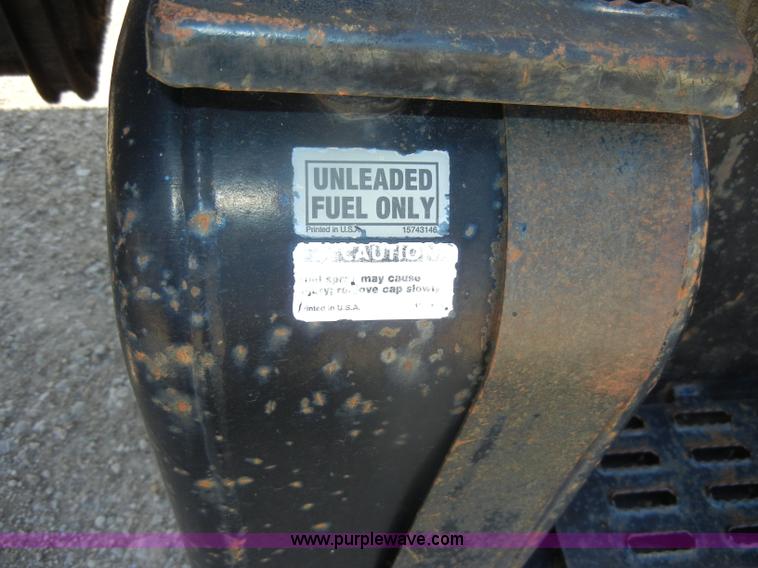 UNLEADED
FUEL ONLY
Printed in U.S.A. 15743146
CAUTION
may cause
remove cap slowly
Printed in U.S.A.
www.purplewave.com